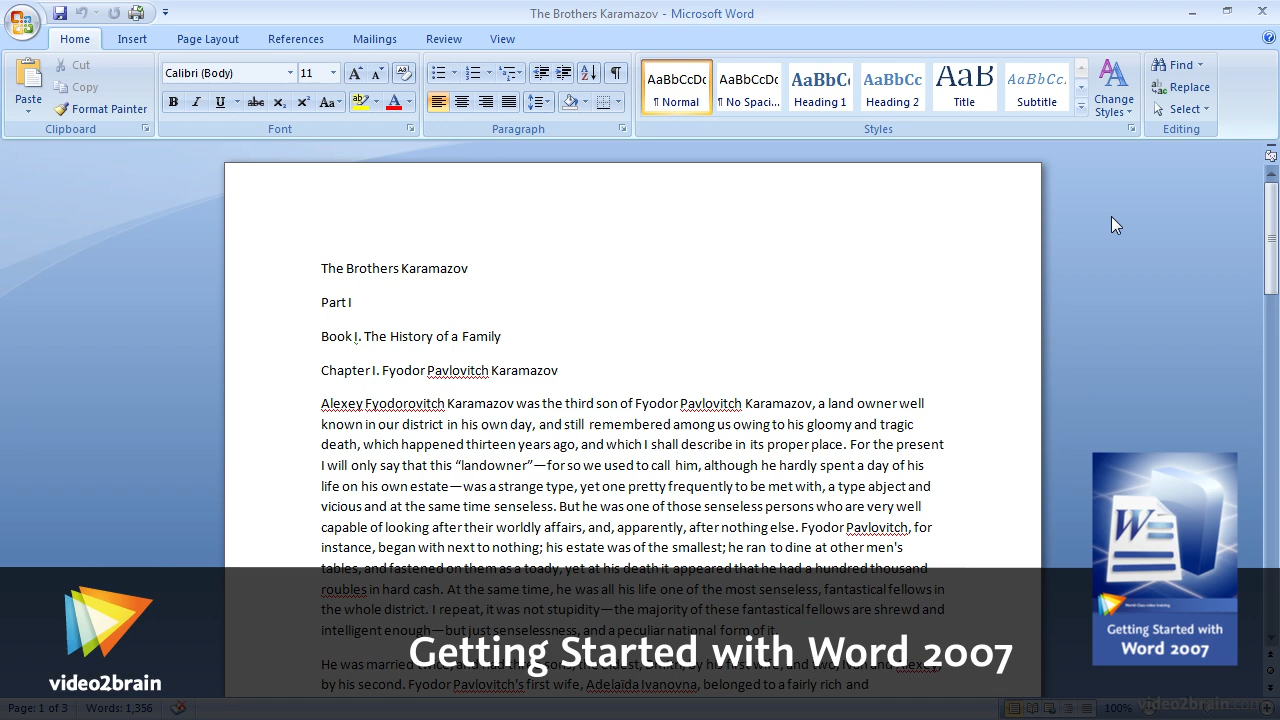 The Brothers Karamazov - Microsoft Word
Home Insert Page Layout References Mailings Review View
Cut
Copy
Format Painter
Paste
Clipboard
Calibri (Body) 11
B I U abc x₂ x² Aa
Font
Paragraph
AaBbCcDc AaBbCcDc AaBbC AaBbCc AaB AaBbCc.
¶ Normal ¶ No Spaci... Heading 1 Heading 2 Title Subtitle
Change
Styles
Styles
Find
Replace
Select
Editing
The Brothers Karamazov
Part I
Book I. The History of a Family
Chapter I. Fyodor Pavlovitch Karamazov
Alexey Fyodorovitch Karamazov was the third son of Fyodor Pavlovitch Karamazov, a land owner well
known in our district in his own day, and still remembered among us owing to his gloomy and tragic
death, which happened thirteen years ago, and which I shall describe in its proper place. For the present
I will only say that this “landowner”—for so we used to call him, although he hardly spent a day of his
life on his own estate—was a strange type, yet one pretty frequently to be met with, a type abject and
vicious and at the same time senseless. But he was one of those senseless persons who are very well
capable of looking after their worldly affairs, and, apparently, after nothing else. Fyodor Pavlovitch, for
instance, began with next to nothing; his estate was of the smallest; he ran to dine at other men's
tables, and fastened on them as a toady, yet at his death it appeared that he had a hundred thousand
roubles in hard cash. At the same time, he was all his life one of the most senseless, fantastical fellows in
the whole district. I repeat, it was not stupidity—the majority of these fantastical fellows are shrewd and
intelligent enough—but just senselessness, and a peculiar national form of it.
He was married
by his second. Fyodor Pavlovitch's first wife, Adelaïda Ivanovna, belonged to a fairly rich and
Getting Started with Word 2007
video2brain
W
World-Class video training
Getting Started with
Word 2007
Page: 1 of 3 Words: 1,356
100%
video2brain.com